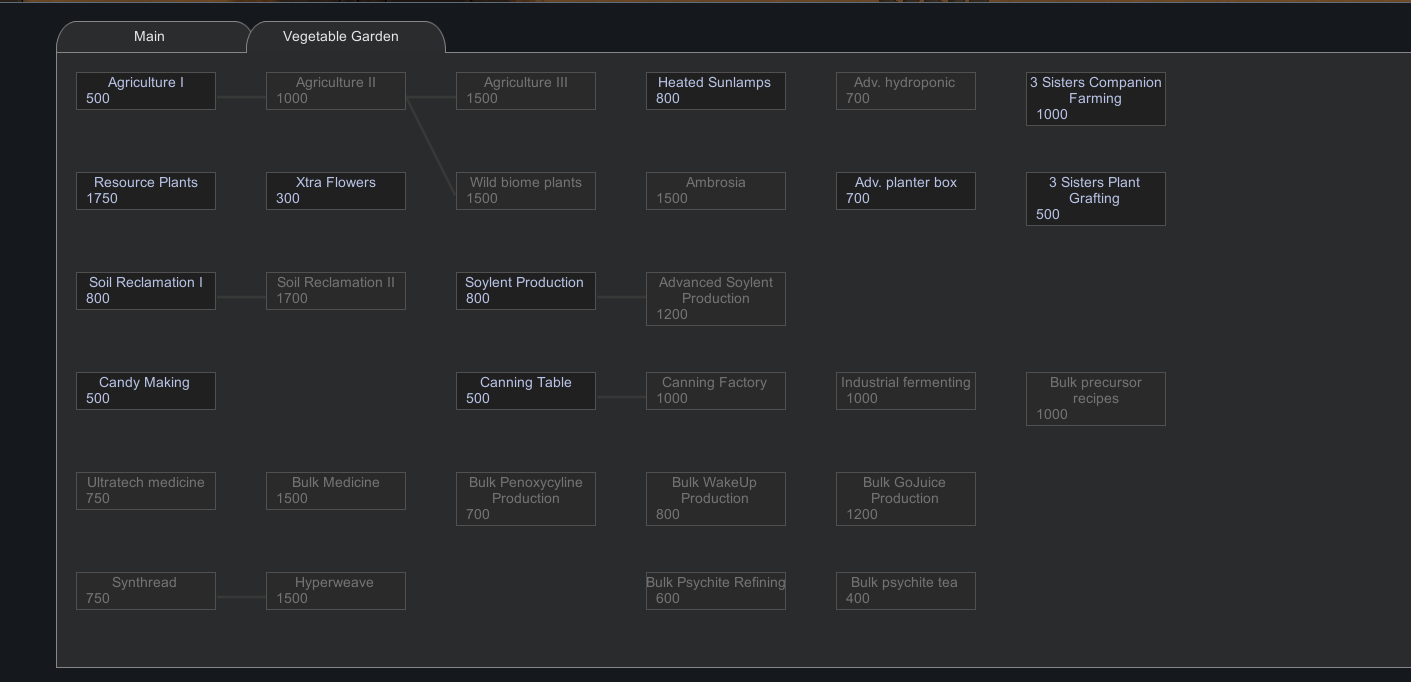 Main
Vegetable Garden
Agriculture I
500
Agriculture II
1000
Agriculture III
1500
Heated Sunlamps
800
Adv. hydroponic
700
3 Sisters Companion
Farming
1000
Resource Plants
1750
Xtra Flowers
300
Wild biome plants
1500
Ambrosia
1500
Adv. planter box
700
3 Sisters Plant
Grafting
500
Soil Reclamation I
800
Soil Reclamation II
1700
Soylent Production
800
Advanced Soylent
Production
1200
Candy Making
500
Canning Table
500
Canning Factory
1000
Industrial fermenting
1000
Bulk precursor
recipes
1000
Ultratech medicine
750
Bulk Medicine
1500
Bulk Penoxycyline
Production
700
Bulk WakeUp
Production
800
Bulk GoJuice
Production
1200
Synthread
750
Hyperweave
1500
Bulk Psychite Refining
600
Bulk psychite tea
400